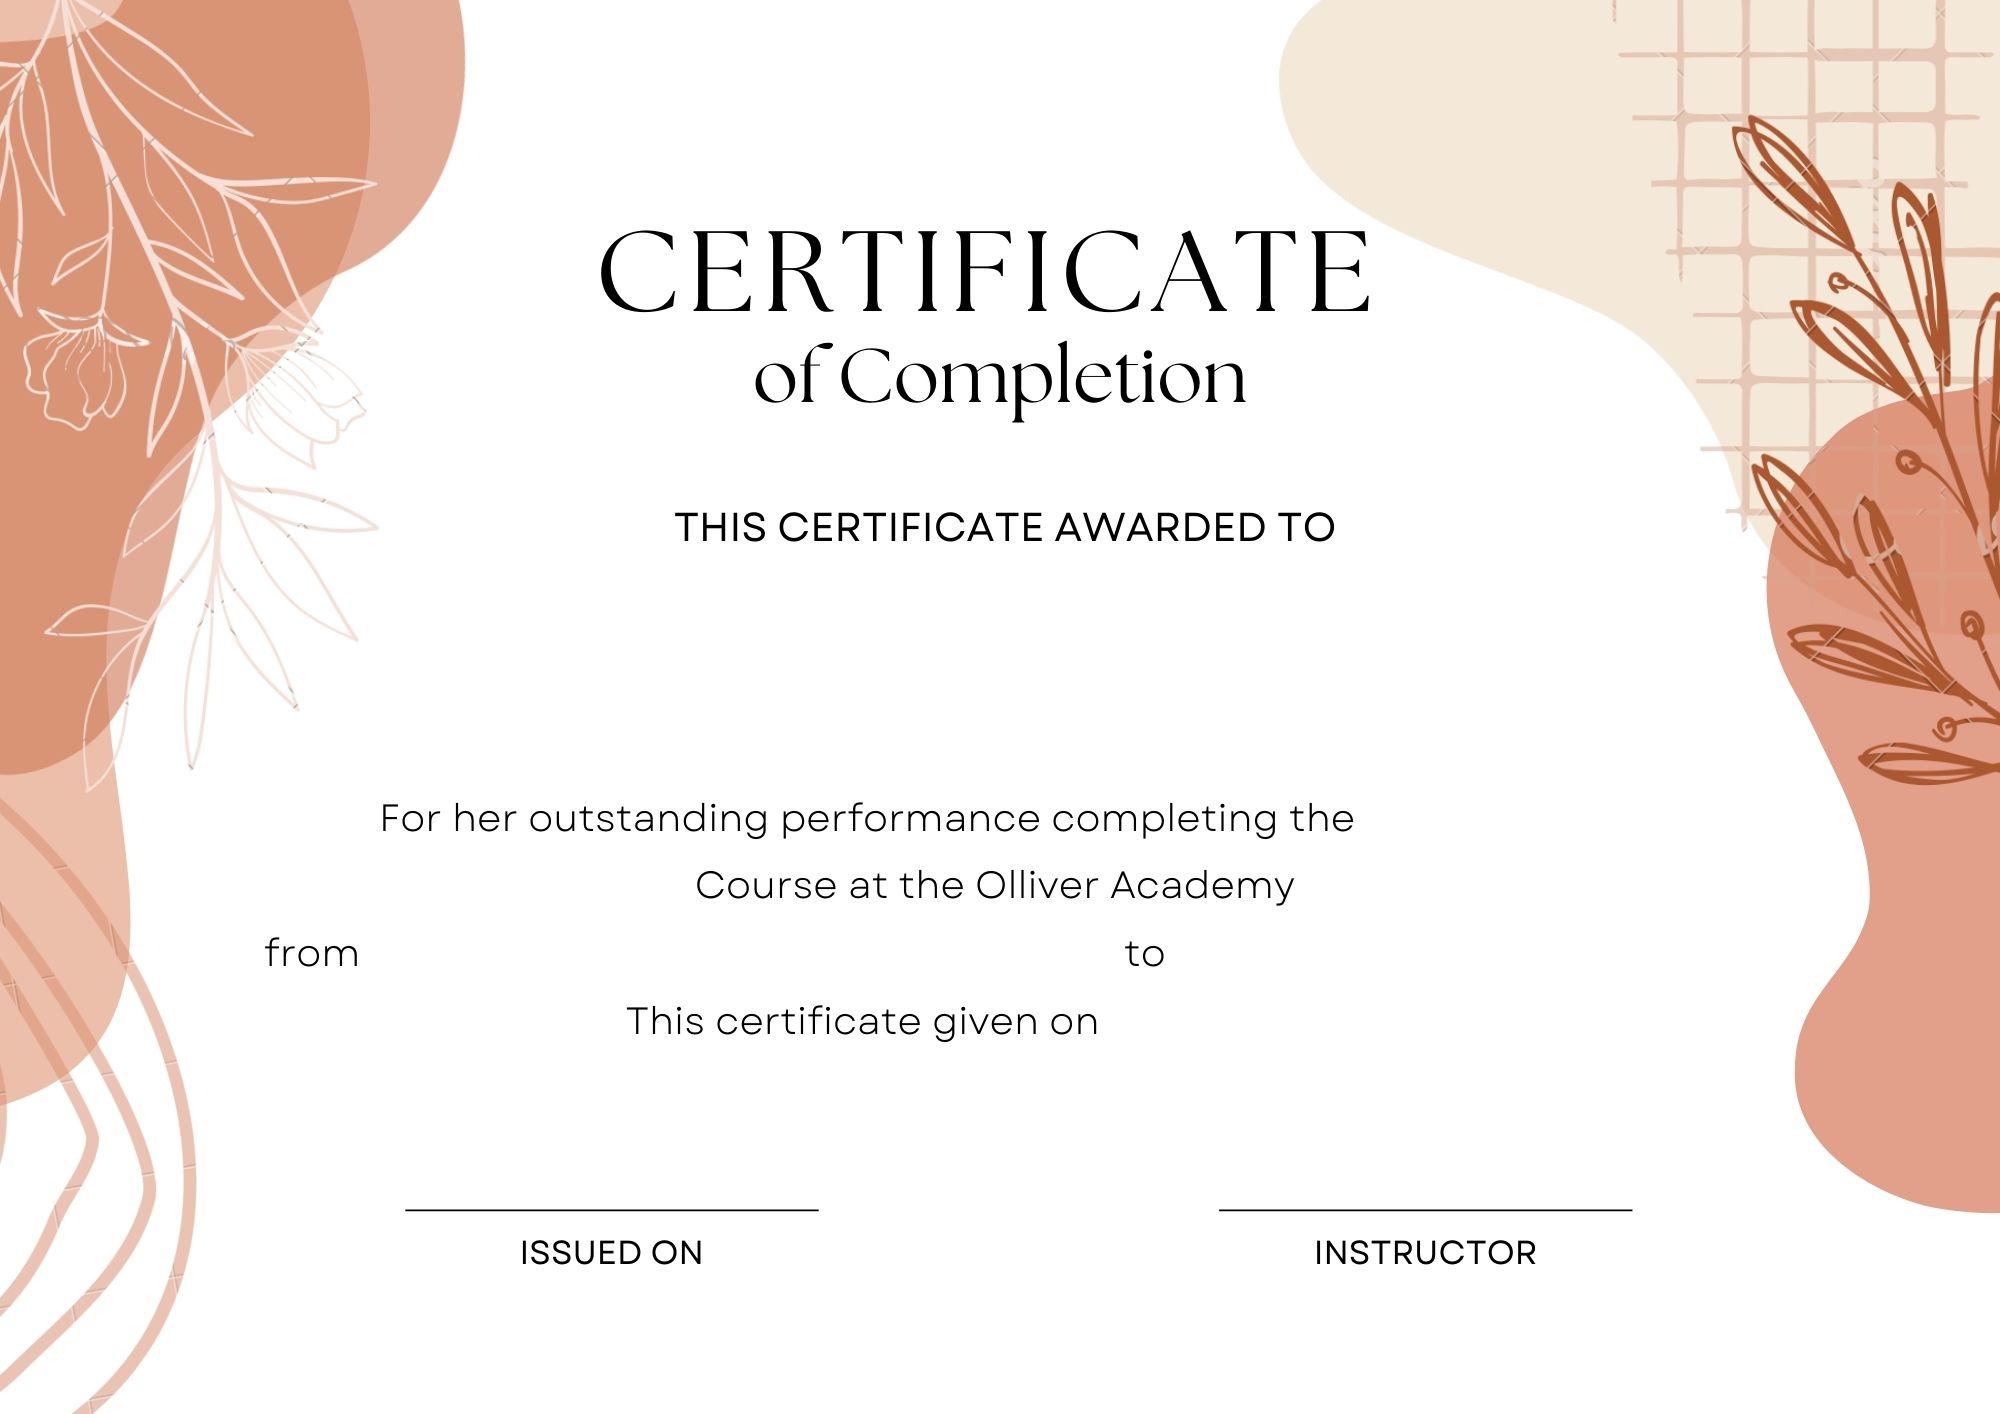 CERTIFICATE
of Completion
THIS CERTIFICATE AWARDED TO
For her outstanding performance completing the
Course at the Olliver Academy
from to
This certificate given on
ISSUED ON
INSTRUCTOR